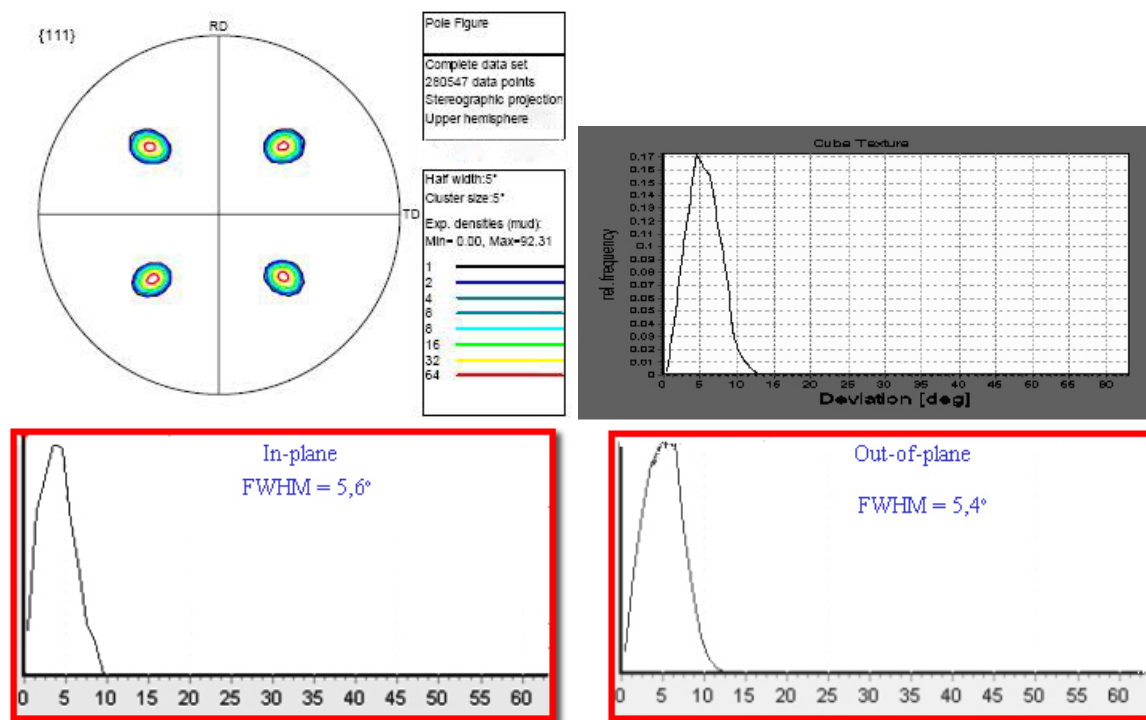 {111}
RD
TD
Pole Figure
Complete data set
280547 data points
Stereographic projection
Upper hemisphere
Half width:5°
Cluster size:5°
Exp. densities (mud):
Min= 0.00, Max=92.31
1
2
4
8
8
16
32
64
Cube Texture
rel.frequency
0.17
0.16
0.15
0.14
0.13
0.12
0.11
0.1
0.09
0.08
0.07
0.06
0.05
0.04
0.03
0.02
0.01
0
0 5 10 15 20 25 30 35 40 45 50 55 60
Deviation [deg]
In-plane
FWHM = 5,6°
0 5 10 15 20 25 30 35 40 45 50 55 60
Out-of-plane
FWHM = 5,4°
0 5 10 15 20 25 30 35 40 45 50 55 60